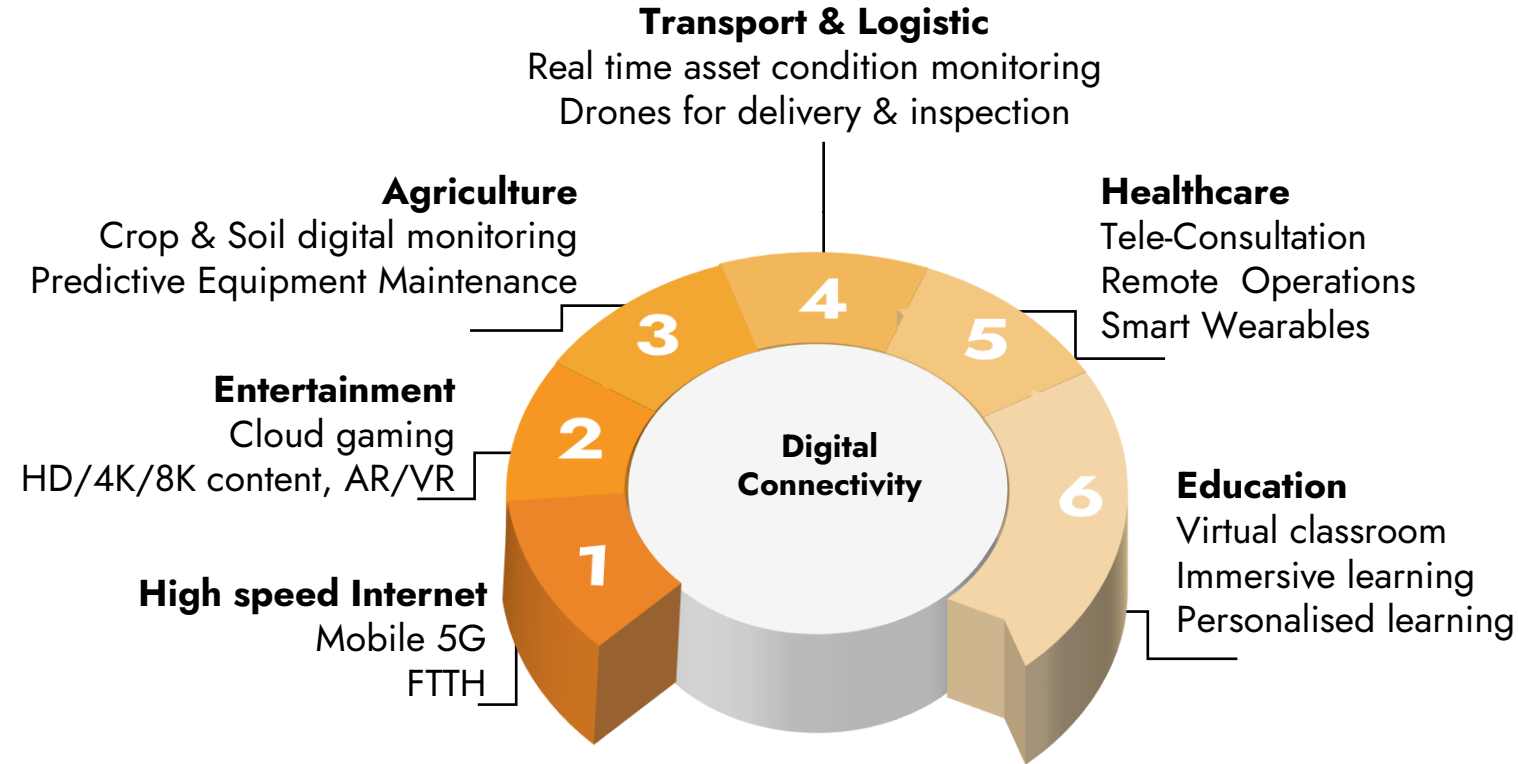 Transport & Logistic
Real time asset condition monitoring
Drones for delivery & inspection
Agriculture
Crop & Soil digital monitoring
Predictive Equipment Maintenance
Healthcare
Tele-Consultation
Remote Operations
Smart Wearables
Entertainment
Cloud gaming
HD/4K/8K content, AR/VR
High speed Internet
Mobile 5G
FTTH
Education
Virtual classroom
Immersive learning
Personalised learning
Digital
Connectivity
1
2
3
4
5
6